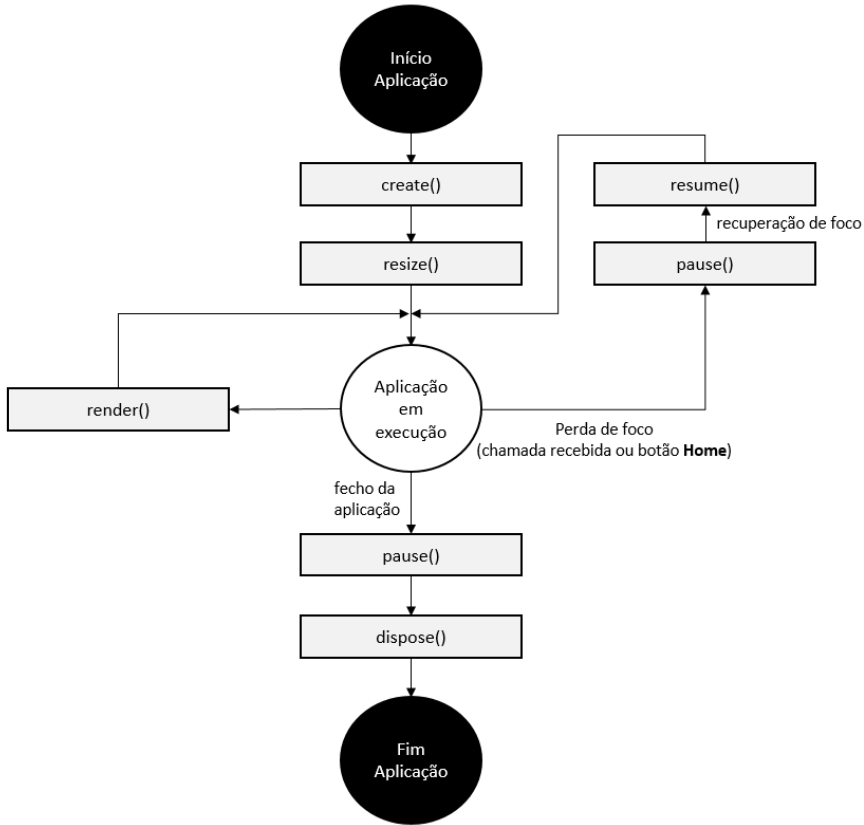 Início
Aplicação
create()
resume()
recuperação de foco
resize()
pause()
Aplicação
em
execução
render()
Perda de foco
(chamada recebida ou botão Home)
fecho da
aplicação
pause()
dispose()
Fim
Aplicação